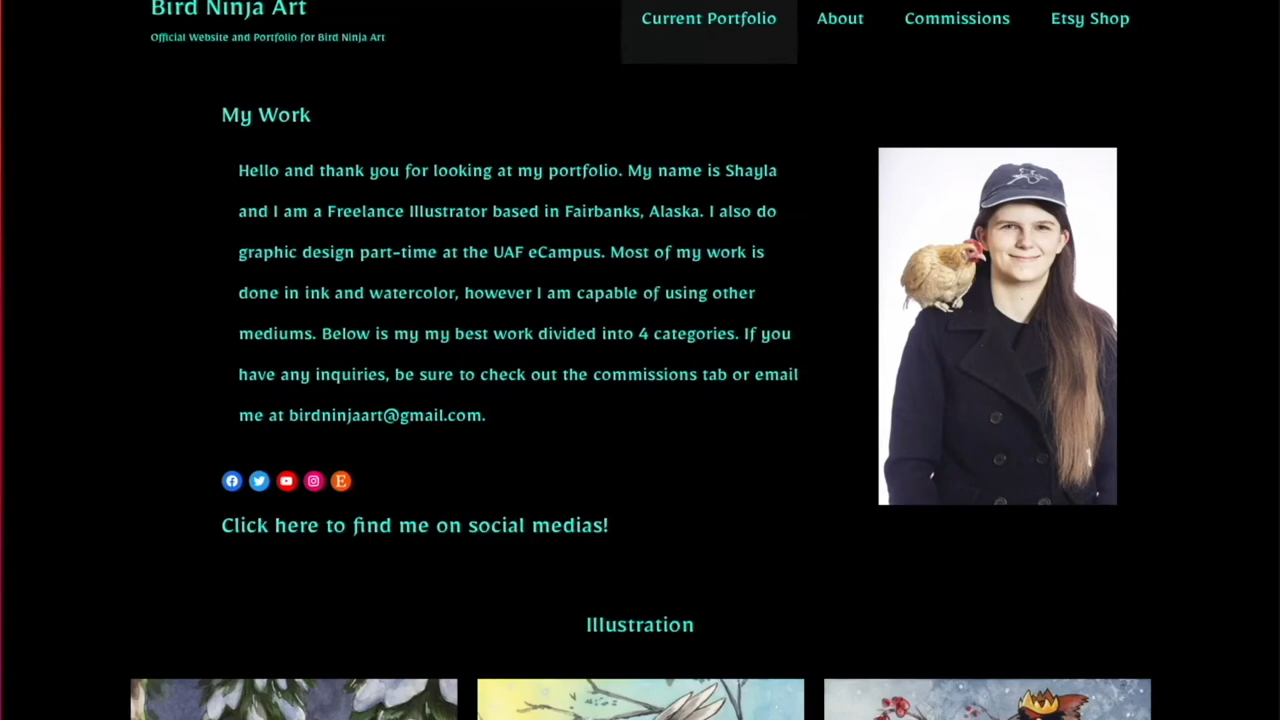 Bird Ninja Art
Official Website and Portfolio for Bird Ninja Art
Current Portfolio
About
Commissions
Etsy Shop
My Work
Hello and thank you for looking at my portfolio. My name is Shayla
and I am a Freelance Illustrator based in Fairbanks, Alaska. I also do
graphic design part-time at the UAF eCampus. Most of my work is
done in ink and watercolor, however I am capable of using other
mediums. Below is my my best work divided into 4 categories. If you
have any inquiries, be sure to check out the commissions tab or email
me at birdninjaart@gmail.com.
Click here to find me on social medias!
Illustration